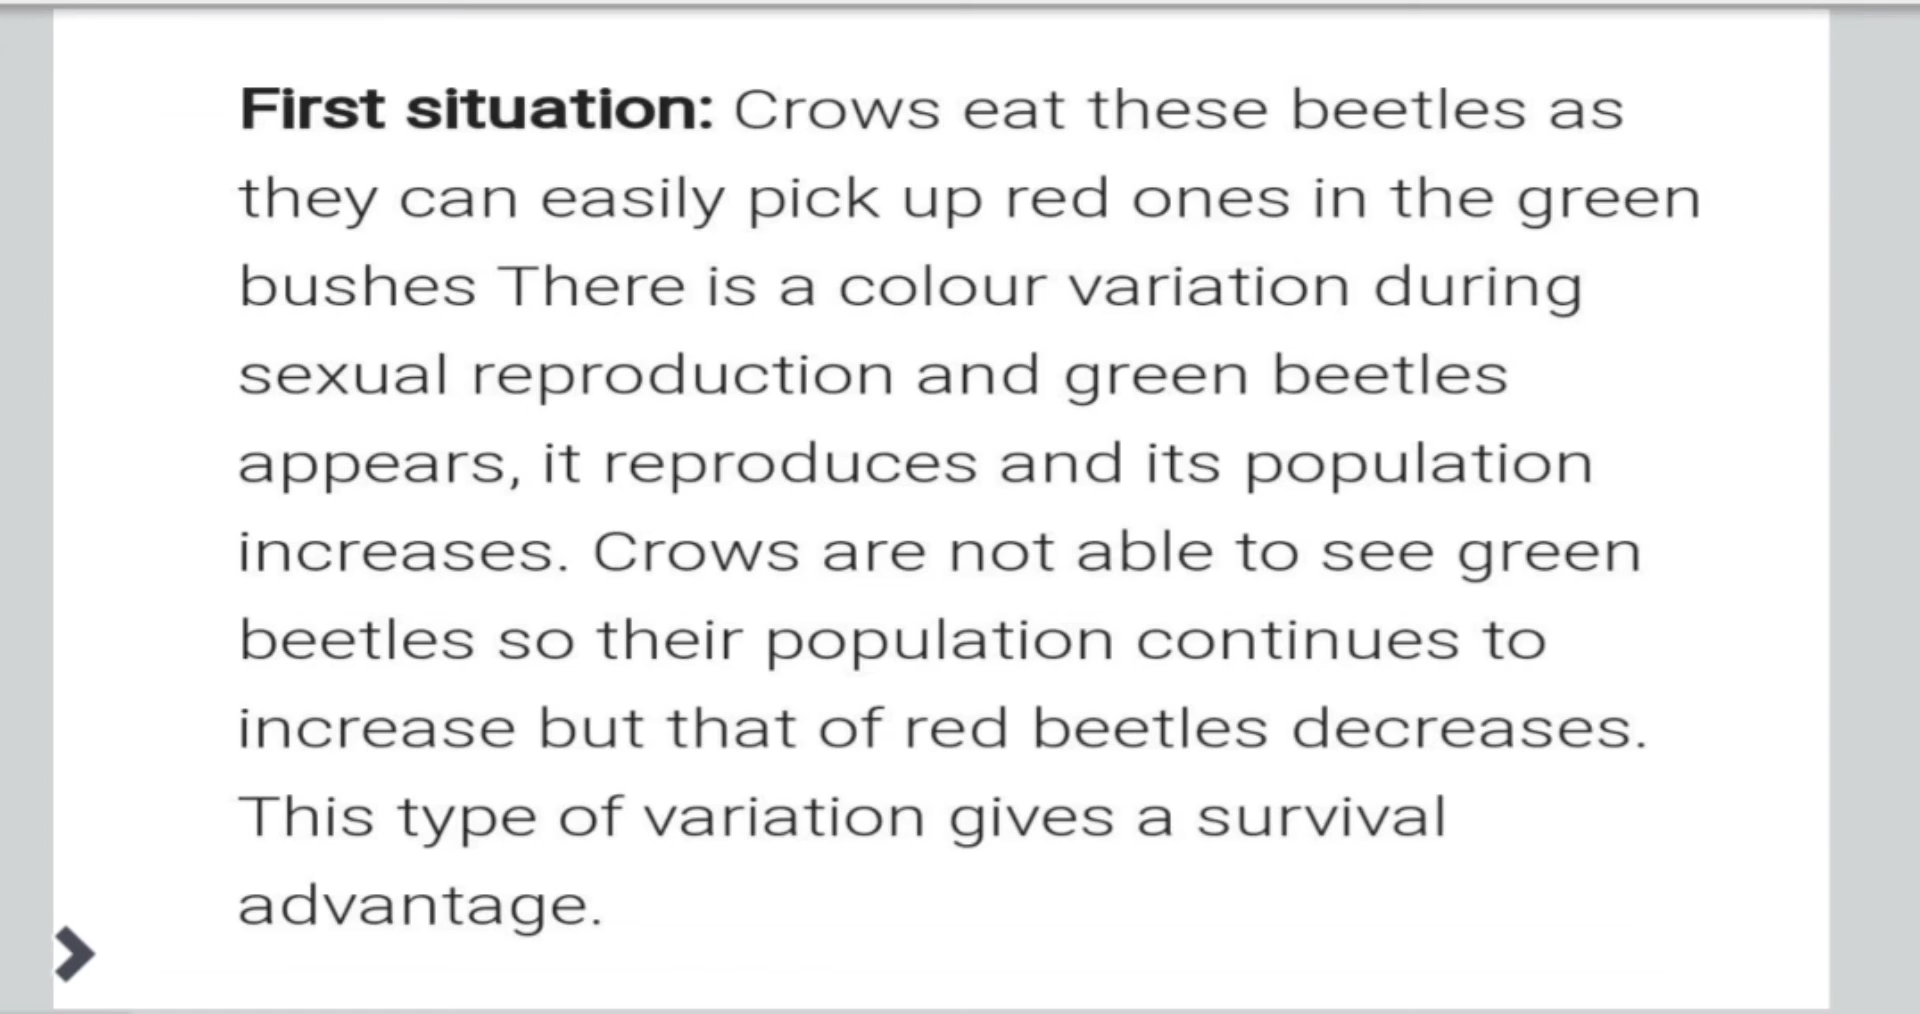 First situation: Crows eat these beetles as
they can easily pick up red ones in the green
bushes There is a colour variation during
sexual reproduction and green beetles
appears, it reproduces and its population
increases. Crows are not able to see green
beetles so their population continues to
increase but that of red beetles decreases.
This type of variation gives a survival
advantage.